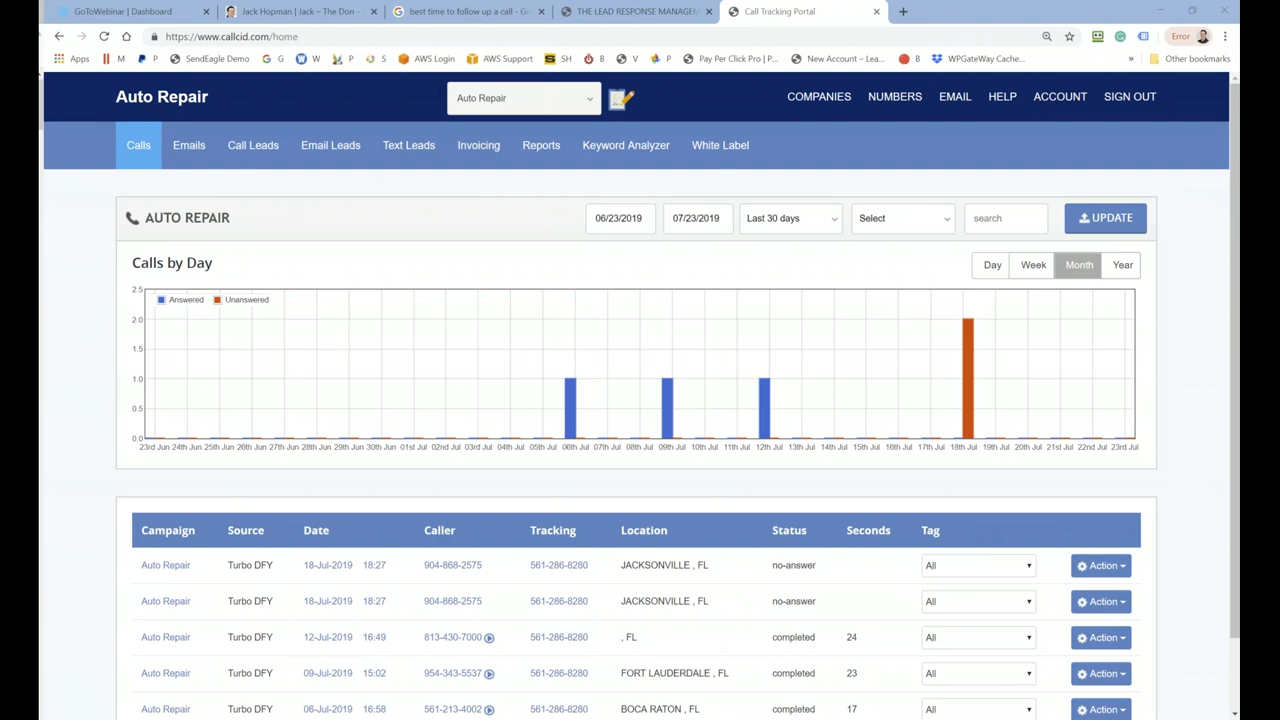 GoToWebinar | Dashboard
Jack Hopman | Jack – The Don -
best time to follow up a call - Go
THE LEAD RESPONSE MANAGEM
Call Tracking Portal
https://www.callcid.com/home
Error
Apps M P SendEagle Demo G G W P S AWS Login AWS Support SH B V P Pay Per Click Pro | P... New Account – Lea... B WPGateWay Cache... » Other bookmarks
Auto Repair
Auto Repair
COMPANIES NUMBERS EMAIL HELP ACCOUNT SIGN OUT
Calls Emails Call Leads Email Leads Text Leads Invoicing Reports Keyword Analyzer White Label
AUTO REPAIR
06/23/2019 07/23/2019 Last 30 days Select search UPDATE
Calls by Day
Day Week Month Year
Answered Unanswered
2.5
2.0
1.5
1.0
0.5
0.0
23rd Jun 24th Jun 25th Jun 26th Jun 27th Jun 28th Jun 29th Jun 30th Jun 01st Jul 02nd Jul 03rd Jul 04th Jul 05th Jul 06th Jul 07th Jul 08th Jul 09th Jul 10th Jul 11th Jul 12th Jul 13th Jul 14th Jul 15th Jul 16th Jul 17th Jul 18th Jul 19th Jul 20th Jul 21st Jul 22nd Jul 23rd Jul
Campaign Source Date Caller Tracking Location Status Seconds Tag
Auto Repair Turbo DFY 18-Jul-2019 18:27 904-868-2575 561-286-8280 JACKSONVILLE , FL no-answer All Action
Auto Repair Turbo DFY 18-Jul-2019 18:27 904-868-2575 561-286-8280 JACKSONVILLE , FL no-answer All Action
Auto Repair Turbo DFY 12-Jul-2019 16:49 813-430-7000 561-286-8280 , FL completed 24 All Action
Auto Repair Turbo DFY 09-Jul-2019 15:02 954-343-5537 561-286-8280 FORT LAUDERDALE , FL completed 23 All Action
Auto Repair Turbo DFY 06-Jul-2019 16:58 561-213-4002 561-286-8280 BOCA RATON , FL completed 17 All Action